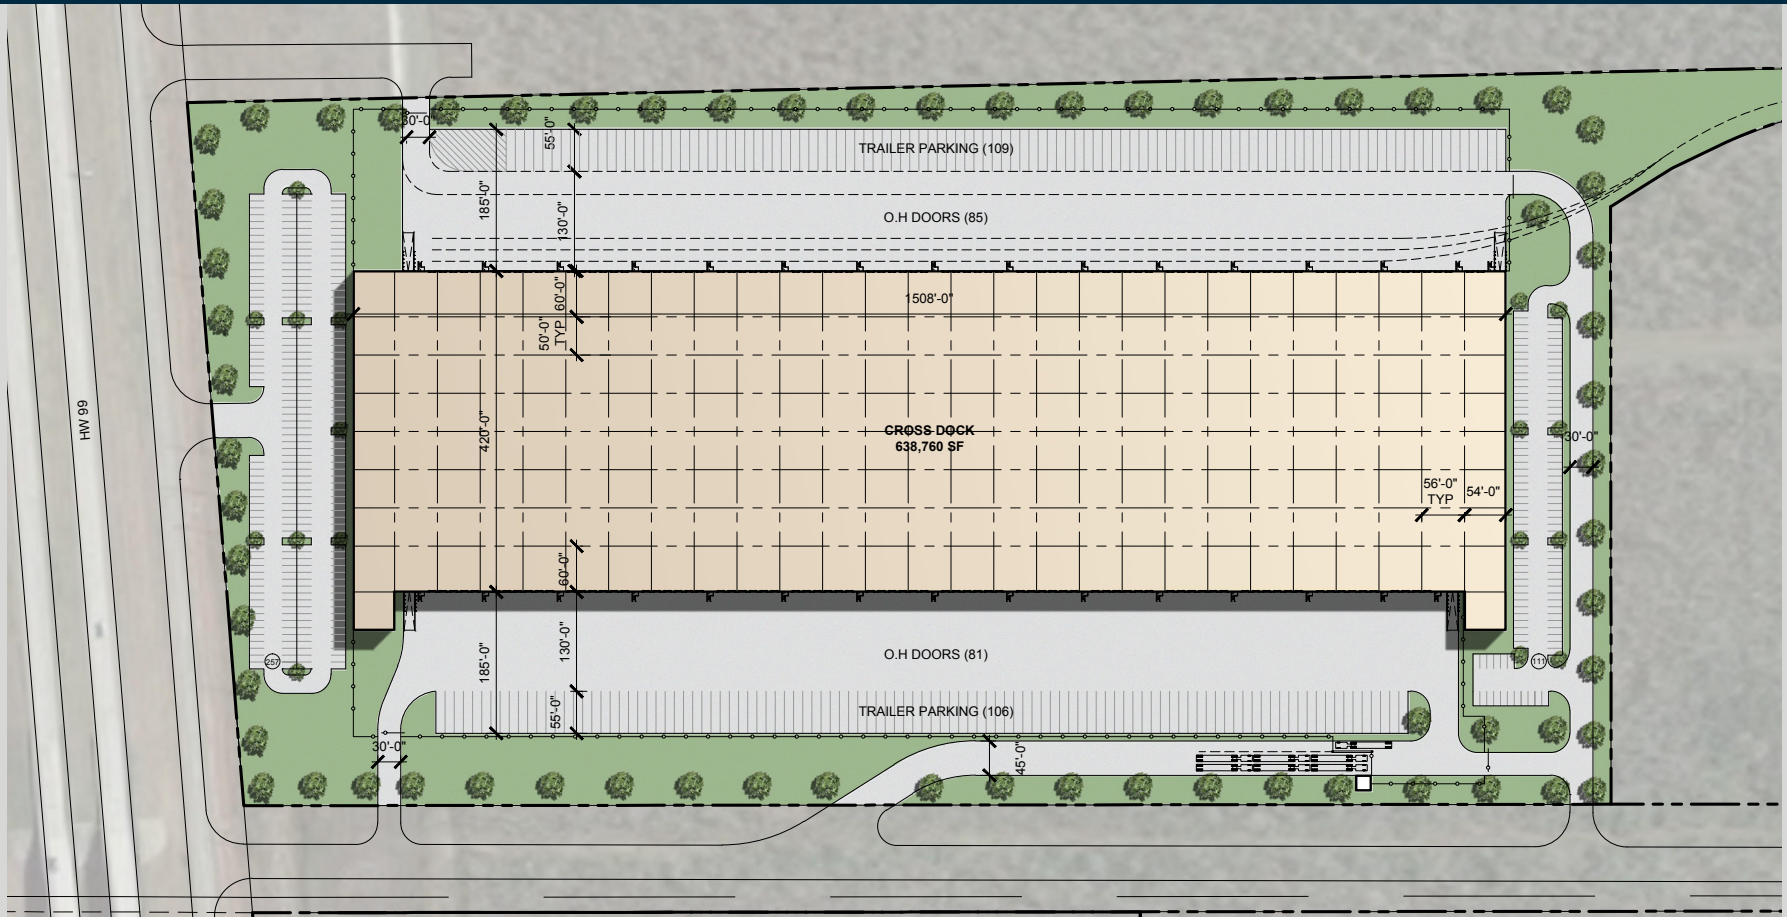 30'-0"
55'-0"
TRAILER PARKING (109)
185'-0"
130'-0"
O.H DOORS (85)
60'-0"
1508'-0"
50'-0"
TYP
HW 99
420'-0"
CROSS DOCK
638,760 SF
30'-0"
56'-0"
TYP
54'-0"
60'-0"
257
185'-0"
130'-0"
O.H DOORS (81)
111
55'-0"
TRAILER PARKING (106)
30'-0"
45'-0"